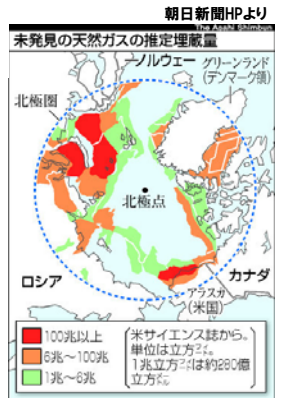 朝日新聞HPより
The Asahi Shimbun
未発見の天然ガスの推定埋蔵量
ノルウェー
グリーンランド
(デンマーク領)
北極圏
北極点
ロシア
カナダ
アラスカ
(米国)
100兆以上
6兆〜100兆
1兆〜6兆
米サイエンス誌から。
単位は立方フィート。
1兆立方フィートは約280億
立方メートル